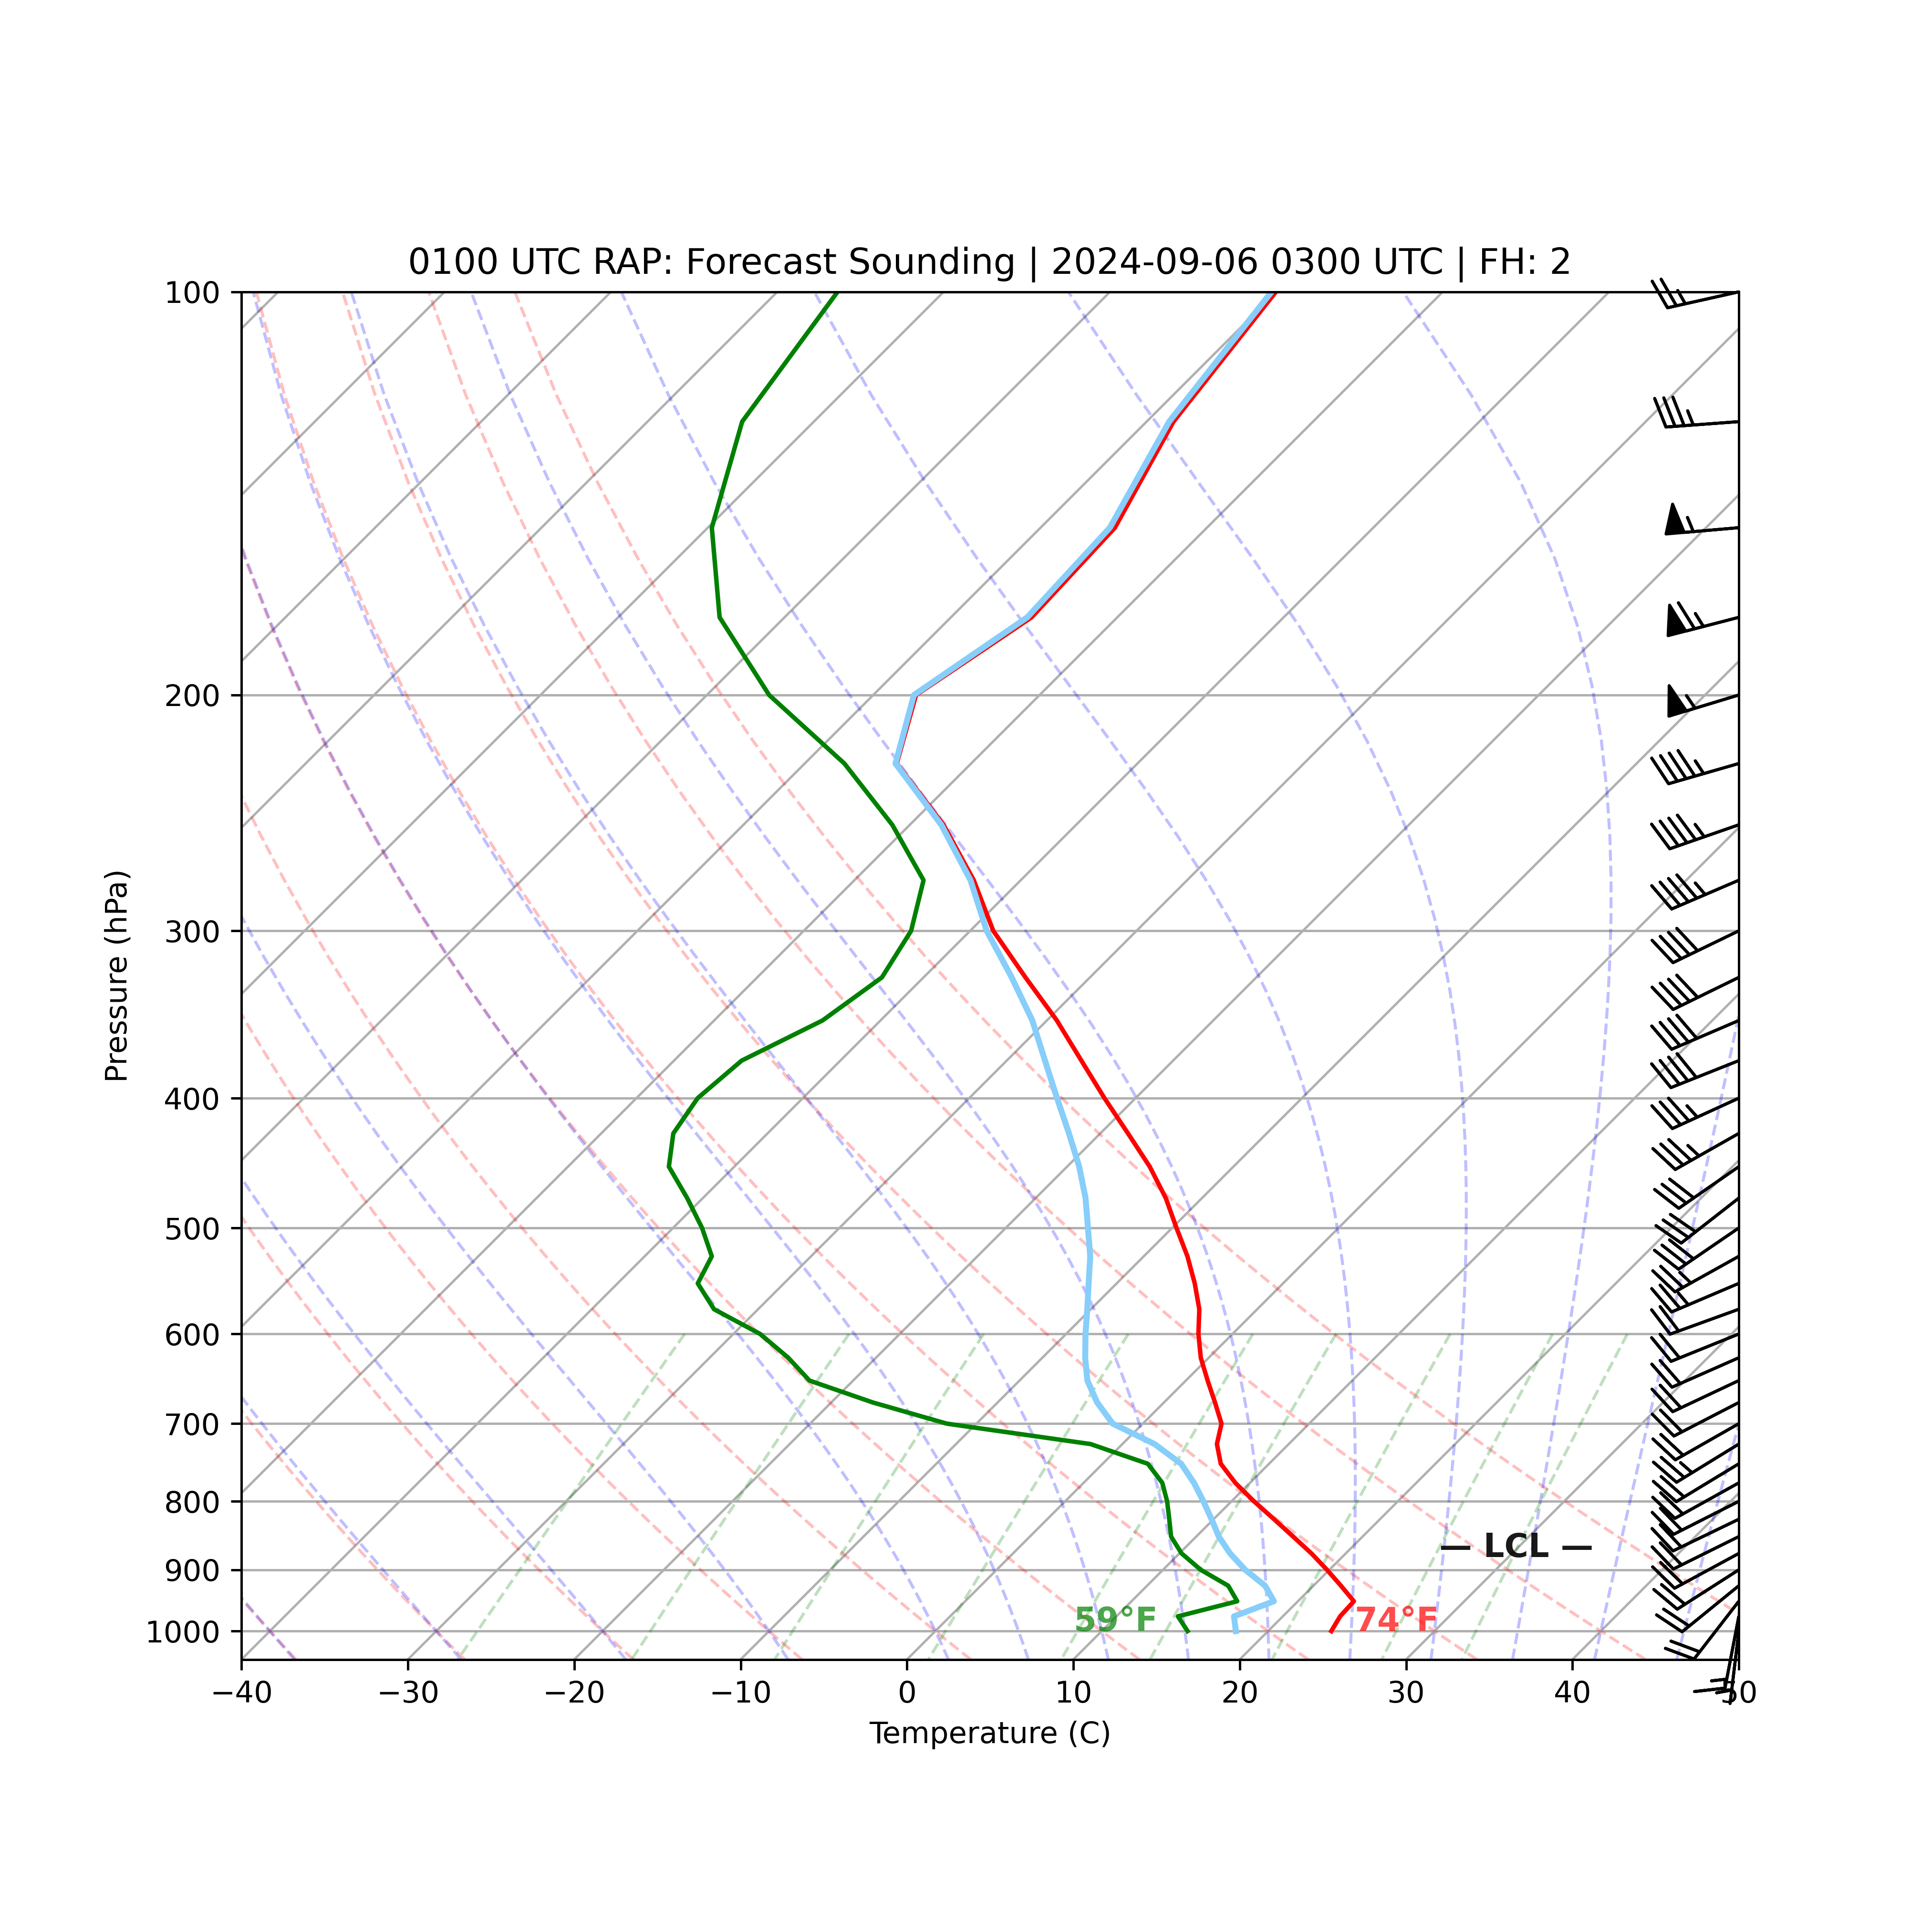 0100 UTC RAP: Forecast Sounding | 2024-09-06 0300 UTC | FH: 2
100
200
300
400
500
600
700
800
900
1000
Pressure (hPa)
— LCL —
59°F
74°F
−40 −30 −20 −10 0 10 20 30 40 50
Temperature (C)